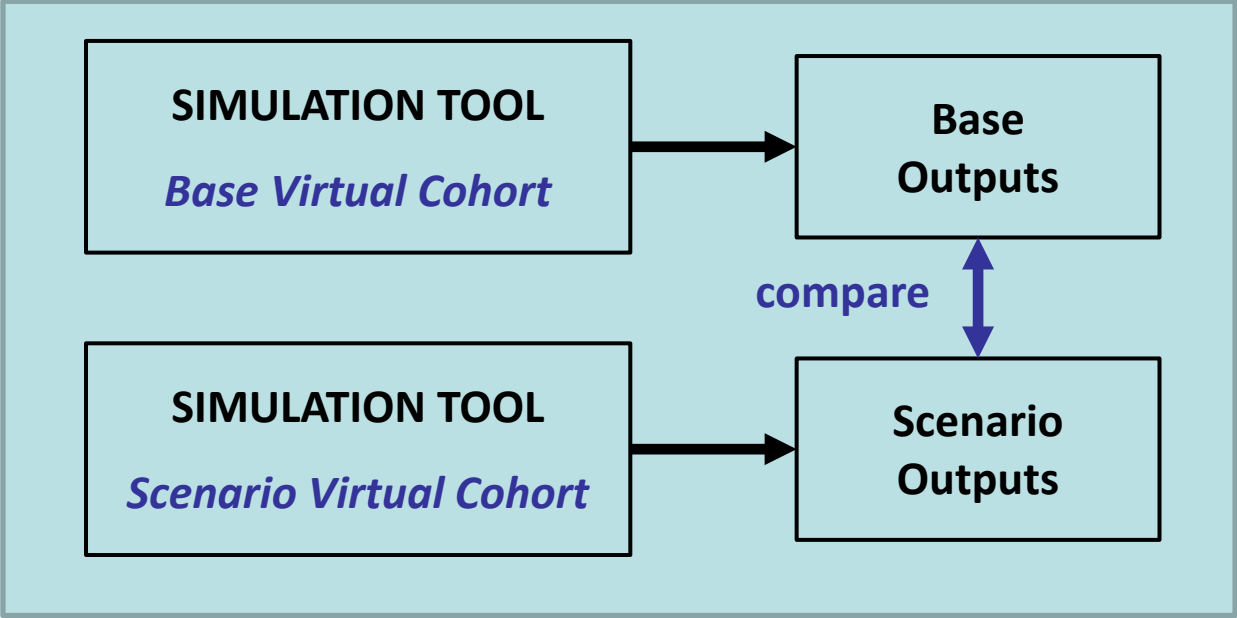 SIMULATION TOOL
Base Virtual Cohort
Base
Outputs
compare
SIMULATION TOOL
Scenario Virtual Cohort
Scenario
Outputs